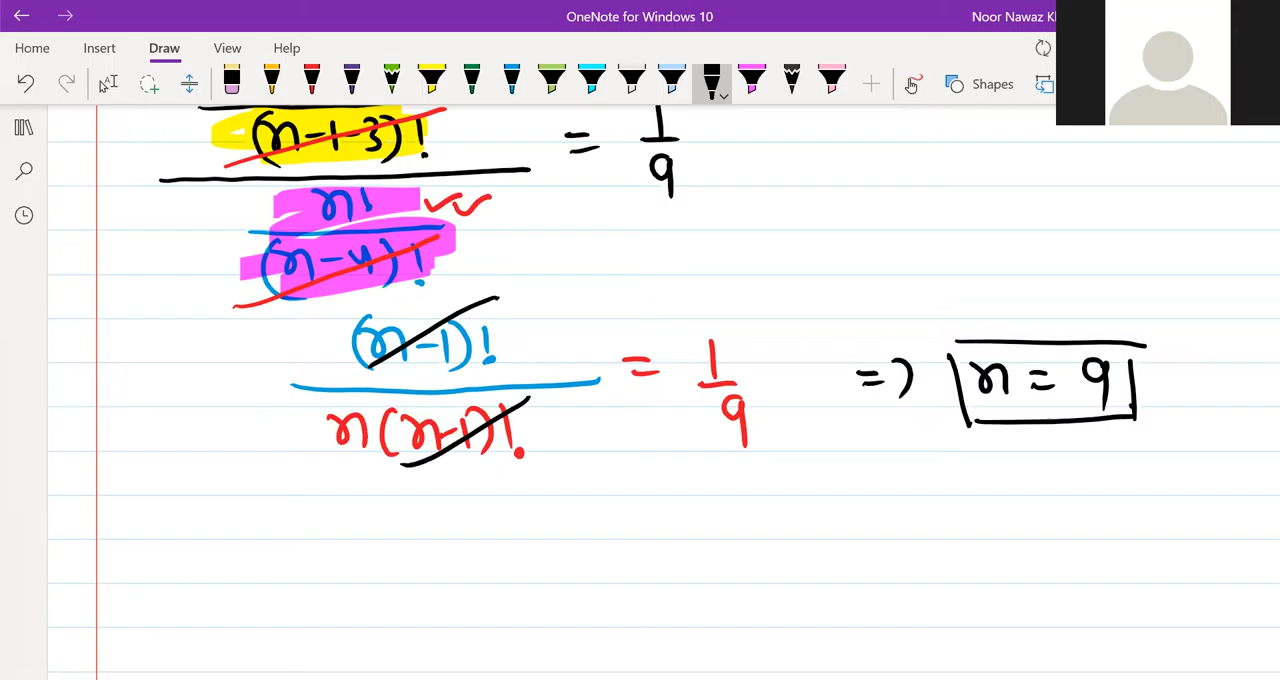 OneNote for Windows 10
Noor Nawaz Kh
Home Insert Draw View Help
Shapes
(n-1-3)! = 1/9
n!
(n-4)!
(n-1)!
n(n-1)! = 1/9 => n = 9